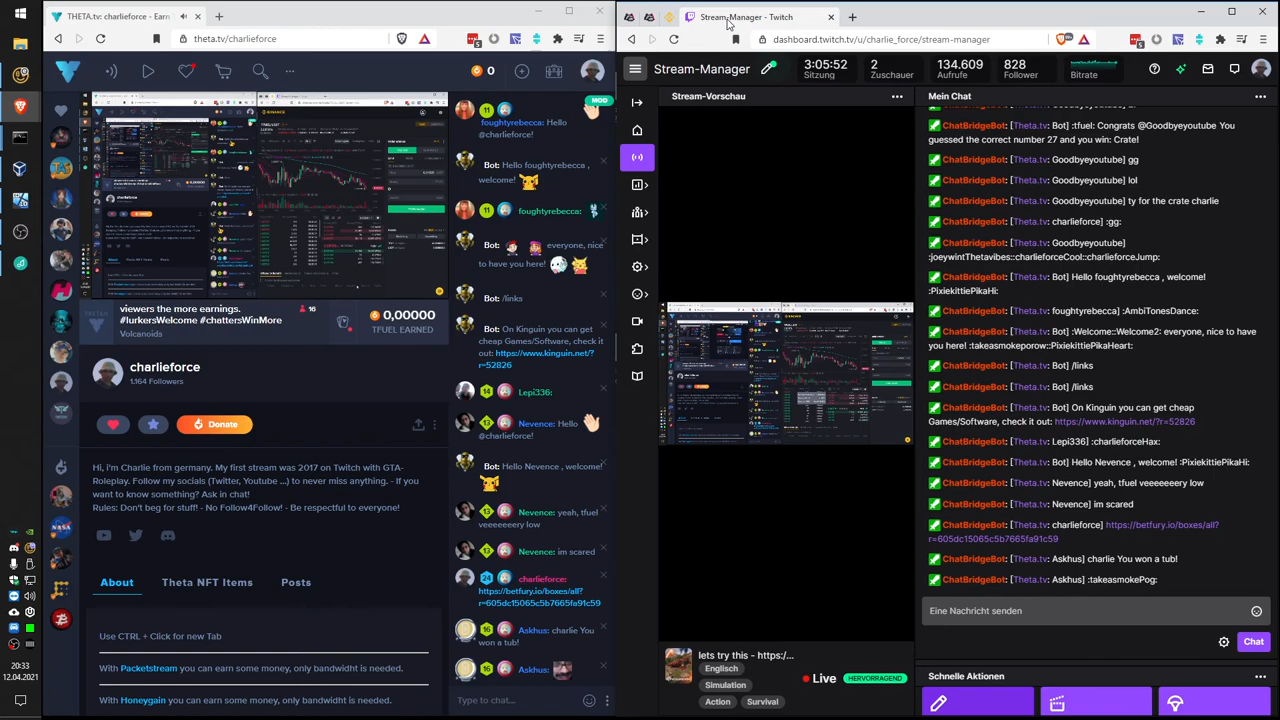 THETA.tv: charlieforce - Earn
theta.tv/charlieforce
0
MOD
11
foughtyrebecca: Hello
@charlieforce!
Bot: Hello foughtyrebecca ,
welcome!
11
foughtyrebecca:
Bot: everyone, nice
to have you here!
Bot: /links
Bot: On Kinguin you can get
cheap Games/Software, check it
out: https://www.kinguin.net/?
r=52826
14
Lepi336:
13
Nevence: Hello
@charlieforce!
Bot: Hello Nevence , welcome!
13
Nevence: yeah, tfuel
veeeeeery low
13
Nevence: im scared
24
charlieforce:
https://betfury.io/boxes/all?
r=605dc15065c5b7665fa91c59
16
Askhus: charlie You
won a tub!
16
Askhus:
Type to chat...
viewers the more earnings.
#lurkersWelcome #chattersWinMore
Volcanoids
16
0,00000
TFUEL EARNED
charlieforce
1.164 Followers
Donate
Hi, i'm Charlie from germany. My first stream was 2017 on Twitch with GTA-
Roleplay. Follow my socials (Twitter, Youtube ...) to never miss anything. - If you
want to know something? Ask in chat!
Rules: Don't beg for stuff! - No Follow4Follow! - Be respectful to everyone!
About
Theta NFT Items
Posts
Use CTRL + Click for new Tab
With Packetstream you can earn some money, only bandwidht is needed.
With Honeygain you can earn some money, only bandwidht is needed.
NASA
20:33
12.04.2021
Stream-Manager - Twitch
dashboard.twitch.tv/u/charlie_force/stream-manager
99+
Stream-Manager
3:05:52
Sitzung
2
Zuschauer
134.609
Aufrufe
828
Follower
Bitrate
Stream-Vorschau
lets try this - https:/...
Englisch
Simulation
Action
Survival
Live
HERVORRAGEND
Mein Chat
ChatBridgeBot: [Theta.tv: Bot] :tfuel: Congrats @Goodbyeyoutube You
guessed the correct number 27 and you win: Crate!
ChatBridgeBot: [Theta.tv: Goodbyeyoutube] gg
ChatBridgeBot: [Theta.tv: Goodbyeyoutube] lol
ChatBridgeBot: [Theta.tv: Goodbyeyoutube] ty for the crate charlie
ChatBridgeBot: [Theta.tv: charlieforce] :gg:
ChatBridgeBot: [Theta.tv: Goodbyeyoutube]
ChatBridgeBot: [Theta.tv: Bot] Hello foughtyrebecca , welcome!
:PixiekittiePikaHi:
ChatBridgeBot: [Theta.tv: foughtyrebecca] :AmbiTonesDance:
ChatBridgeBot: [Theta.tv: Bot] :Welcome::Welcome2: everyone, nice to have
you here! :takeasmokeporow::PixiekittiePikaHeart:
ChatBridgeBot: [Theta.tv: Bot] /links
ChatBridgeBot: [Theta.tv: Bot] /links
ChatBridgeBot: [Theta.tv: Bot] On Kinguin you can get cheap
Games/Software, check it out: https://www.kinguin.net/?r=52826
ChatBridgeBot: [Theta.tv: Lepi336] :charlieforceHax:
ChatBridgeBot: [Theta.tv: Bot] Hello Nevence , welcome! :PixiekittiePikaHi:
ChatBridgeBot: [Theta.tv: Nevence] yeah, tfuel veeeeeery low
ChatBridgeBot: [Theta.tv: Nevence] im scared
ChatBridgeBot: [Theta.tv: charlieforce] https://betfury.io/boxes/all?
r=605dc15065c5b7665fa91c59
ChatBridgeBot: [Theta.tv: Askhus] charlie You won a tub!
ChatBridgeBot: [Theta.tv: Askhus] :takeasmokePog:
Eine Nachricht senden
Chat
Schnelle Aktionen